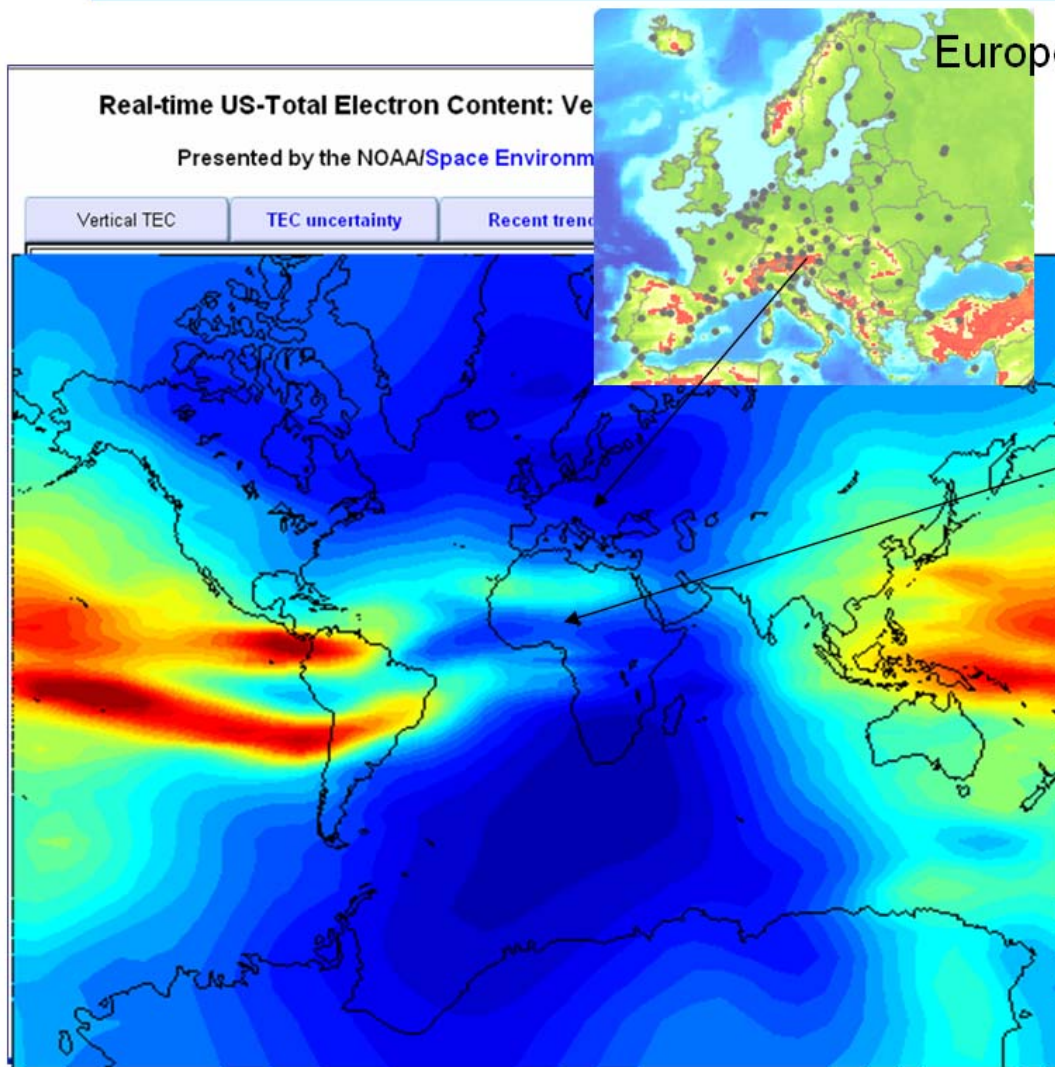 Europe
Real-time US-Total Electron Content: Ve
Presented by the NOAA/Space Environm
Vertical TEC
TEC uncertainty
Recent trend